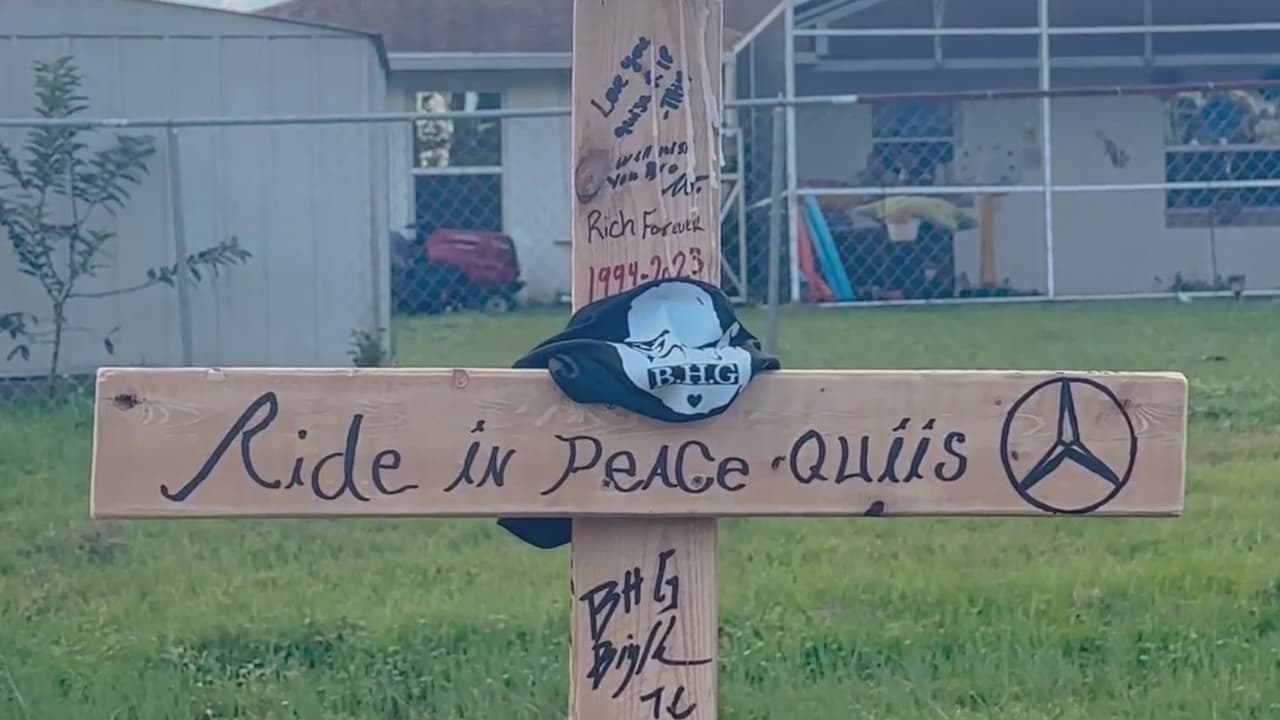 Love you
will miss
you Bro
Rich Forever
1994-2023
B.H.G
Ride in Peace Quiis
BHG